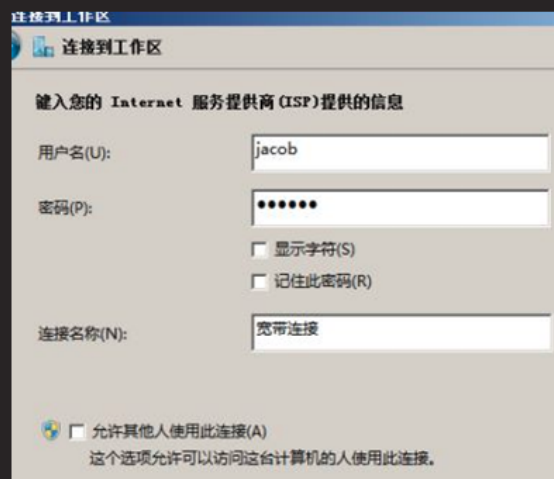 连接到工作区
连接到工作区
键入您的 Internet 服务提供商(ISP)提供的信息
用户名(U):
jacob
密码(P):
●●●●●●
显示字符(S)
记住此密码(R)
连接名称(N):
宽带连接
允许其他人使用此连接(A)
这个选项允许可以访问这台计算机的人使用此连接。